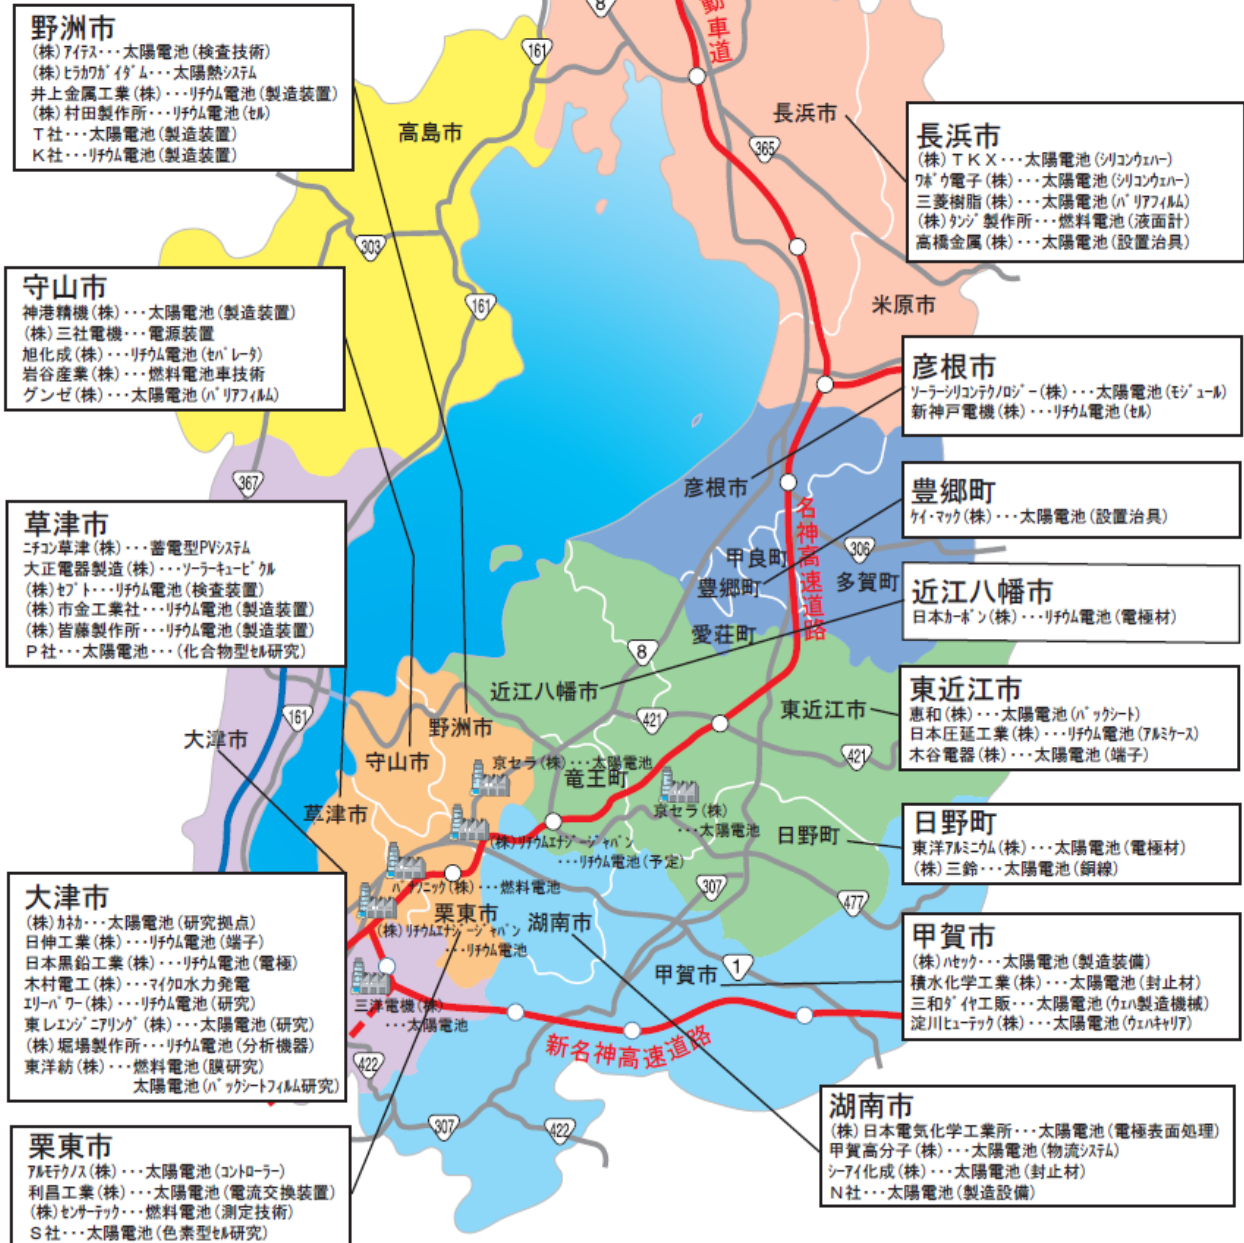 野洲市
(株)ｱｲﾃｽ･･･太陽電池(検査技術)
(株)ﾋﾗｶﾜｶﾞｲﾀﾞﾑ･･･太陽熱ｼｽﾃﾑ
井上金属工業(株)･･･ﾘﾁｳﾑ電池(製造装置)
(株)村田製作所･･･ﾘﾁｳﾑ電池(ｾﾙ)
Ｔ社･･･太陽電池(製造装置)
Ｋ社･･･ﾘﾁｳﾑ電池(製造装置)
守山市
神港精機(株)･･･太陽電池(製造装置)
(株)三社電機･･･電源装置
旭化成(株)･･･ﾘﾁｳﾑ電池(ｾﾊﾟﾚｰﾀ)
岩谷産業(株)･･･燃料電池車技術
グンゼ(株)･･･太陽電池(ﾊﾞﾘｱﾌｨﾙﾑ)
草津市
ﾆﾁｺﾝ草津(株)･･･蓄電型PVｼｽﾃﾑ
大正電器製造(株)･･･ｿｰﾗｰｷｭｰﾋﾞｸﾙ
(株)ｾﾌﾟﾄ･･･ﾘﾁｳﾑ電池(検査装置)
(株)市金工業社･･･ﾘﾁｳﾑ電池(製造装置)
(株)皆藤製作所･･･ﾘﾁｳﾑ電池(製造装置)
Ｐ社･･･太陽電池･･･(化合物型ｾﾙ研究)
大津市
(株)ｶﾈｶ･･･太陽電池(研究拠点)
日伸工業(株)･･･ﾘﾁｳﾑ電池(端子)
日本黒鉛工業(株)･･･ﾘﾁｳﾑ電池(電極)
木村電工(株)･･･ﾏｲｸﾛ水力発電
ｴﾘｰﾊﾟﾜｰ(株)･･･ﾘﾁｳﾑ電池(研究)
東レｴﾝｼﾞﾆｱﾘﾝｸﾞ(株)･･･太陽電池(研究)
(株)堀場製作所･･･ﾘﾁｳﾑ電池(分析機器)
東洋紡(株)･･･燃料電池(膜研究)
太陽電池(ﾊﾞｯｸｼｰﾄﾌｨﾙﾑ研究)
栗東市
ｱﾙﾓﾃｸﾉｽ(株)･･･太陽電池(ｺﾝﾄﾛｰﾗｰ)
利昌工業(株)･･･太陽電池(電流交換装置)
(株)ｾﾝｻｰﾃｯｸ･･･燃料電池(測定技術)
Ｓ社･･･太陽電池(色素型ｾﾙ研究)
長浜市
(株)ＴＫＸ･･･太陽電池(ｼﾘｺﾝｳｪﾊｰ)
ﾜﾎﾞｳ電子(株)･･･太陽電池(ｼﾘｺﾝｳｪﾊｰ)
三菱樹脂(株)･･･太陽電池(ﾊﾞﾘｱﾌｨﾙﾑ)
(株)ﾀﾝｼﾞ製作所･･･燃料電池(液面計)
高橋金属(株)･･･太陽電池(設置治具)
彦根市
ｿｰﾗｰｼﾘｺﾝﾃｸﾉﾛｼﾞｰ(株)･･･太陽電池(ﾓｼﾞｭｰﾙ)
新神戸電機(株)･･･ﾘﾁｳﾑ電池(ｾﾙ)
豊郷町
ｹｲ･ﾏｯｸ(株)･･･太陽電池(設置治具)
近江八幡市
日本ｶｰﾎﾞﾝ(株)･･･ﾘﾁｳﾑ電池(電極材)
東近江市
恵和(株)･･･太陽電池(ﾊﾞｯｸｼｰﾄ)
日本圧延工業(株)･･･ﾘﾁｳﾑ電池(ｱﾙﾐｹｰｽ)
木谷電器(株)･･･太陽電池(端子)
日野町
東洋ｱﾙﾐﾆｳﾑ(株)･･･太陽電池(電極材)
(株)三鈴･･･太陽電池(銅線)
甲賀市
(株)ﾊｾｯｸ･･･太陽電池(製造装備)
積水化学工業(株)･･･太陽電池(封止材)
三和ﾀﾞｲﾔ工販･･･太陽電池(ｳｪﾊ製造機械)
淀川ﾋｭｰﾃｯｸ(株)･･･太陽電池(ｳｪﾊｷｬﾘｱ)
湖南市
(株)日本電気化学工業所･･･太陽電池(電極表面処理)
甲賀高分子(株)･･･太陽電池(物流ｼｽﾃﾑ)
ｼｰｱｲ化成(株)･･･太陽電池(封止材)
Ｎ社･･･太陽電池(製造設備)
8
動車道
161
高島市
長浜市
365
303
161
米原市
367
彦根市
名神高速道路
甲良町
306
豊郷町
多賀町
愛荘町
8
近江八幡市
東近江市
421
421
161
大津市
野洲市
守山市
京セラ(株)･･･太陽電池
竜王町
草津市
京セラ(株)
･･･太陽電池
日野町
(株)ﾘﾁｳﾑｴﾅｼﾞｰｼﾞｬﾊﾟﾝ
･･･ﾘﾁｳﾑ電池(予定)
ﾊﾟﾅｿﾆｯｸ(株)･･･燃料電池
307
477
栗東市
湖南市
(株)ﾘﾁｳﾑｴﾅｼﾞｰｼﾞｬﾊﾟﾝ
･･･ﾘﾁｳﾑ電池
甲賀市
1
三洋電機(株)
･･･太陽電池
新名神高速道路
422
307
422